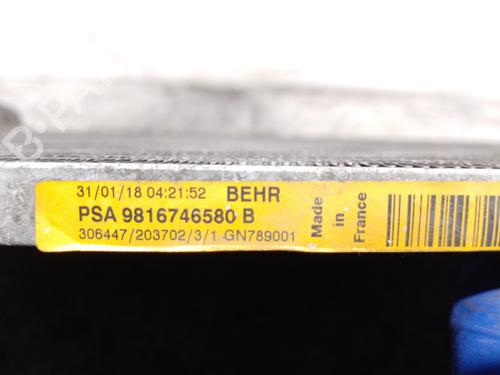 31/01/18 04:21:52 BEHR
PSA 9816746580 B
306447/203702/3/1 GN789001
Made
in
France